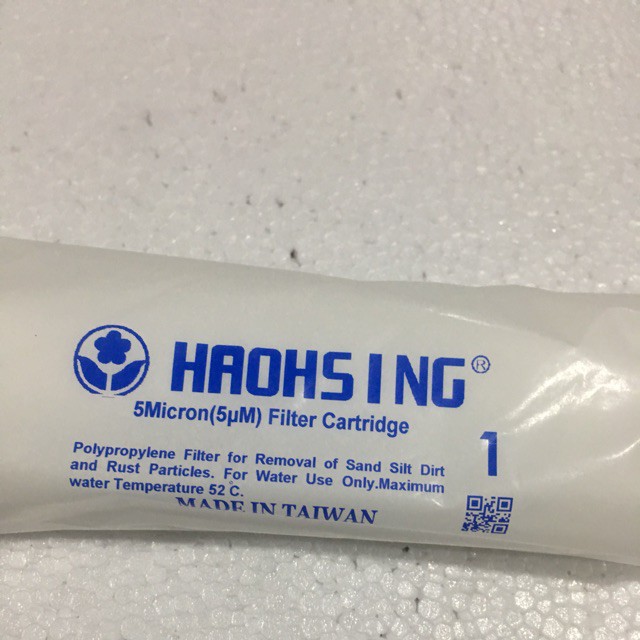 HAOHSING®
5Micron(5µM) Filter Cartridge
1
Polypropylene Filter for Removal of Sand Silt Dirt
and Rust Particles. For Water Use Only.Maximum
water Temperature 52°C.
MADE IN TAIWAN